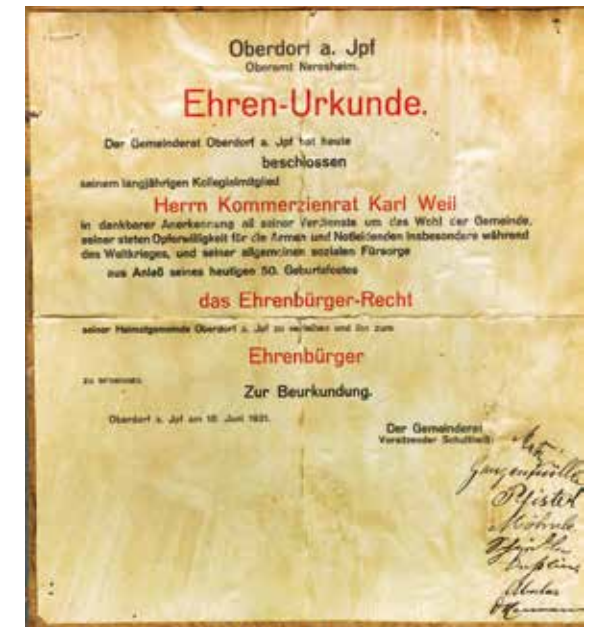 Oberdorf a. Jpf
Oberamt Neresheim.
Ehren-Urkunde.
Der Gemeinderat Oberdorf a. Jpf hat heute
beschlossen
seinem langjährigen Kollegialmitglied
Herrn Kommerzienrat Karl Weil
in dankbarer Anerkennung all seiner Verdienste um das Wohl der Gemeinde,
seiner steten Opferwilligkeit für die Armen und Notleidenden insbesondere während
des Weltkrieges, und seiner allgemeinen sozialen Fürsorge
aus Anlaß seines heutigen 50. Geburtsfestes
das Ehrenbürger-Recht
seiner Heimatgemeinde Oberdorf a. Jpf zu verleihen und ihn zum
Ehrenbürger
zu ernennen.
Zur Beurkundung.
Oberdorf a. Jpf am Juni 1921.
Der Gemeinderat
Vorsitzender Schultheiß:
Pfister